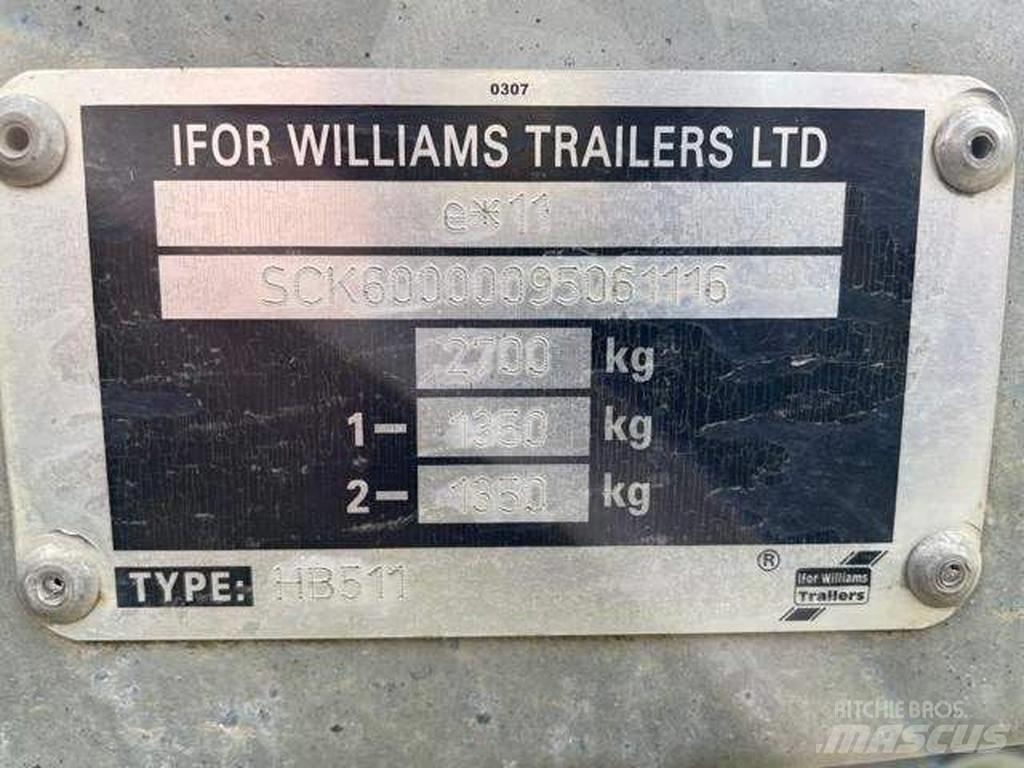 0307
IFOR WILLIAMS TRAILERS LTD
e*11
SCK60000095061116
2700 kg
1- 1350 kg
2- 1350 kg
TYPE: HB511
®
Ifor Williams
Trailers
RITCHIE BROS.
MASCUS